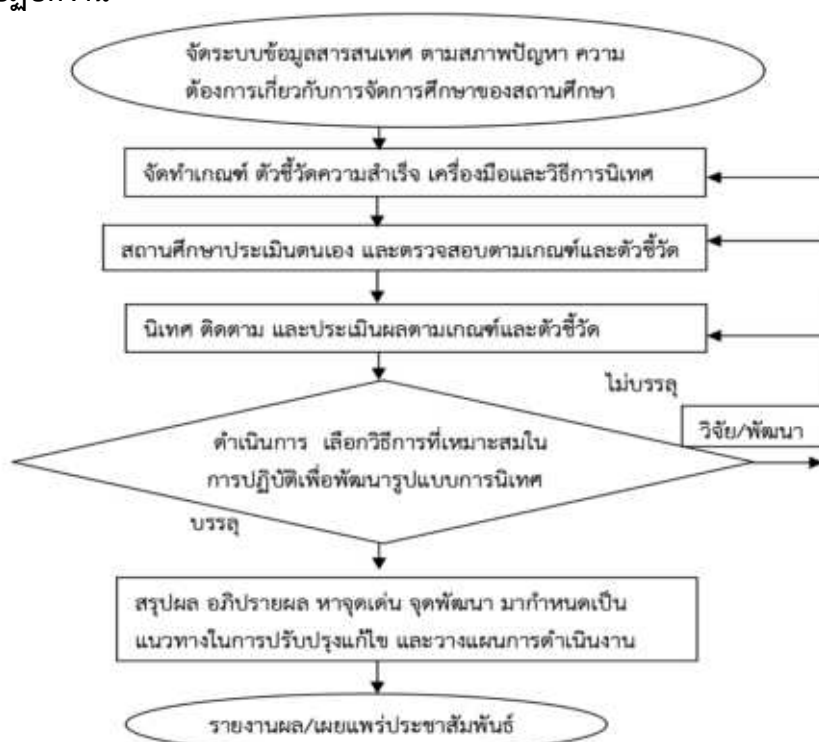 จัดระบบข้อมูลสารสนเทศ ตามสภาพปัญหา ความ
ต้องการเกี่ยวกับการจัดการศึกษาของสถานศึกษา
จัดทำเกณฑ์ ตัวชี้วัดความสำเร็จ เครื่องมือและวิธีการนิเทศ
สถานศึกษาประเมินตนเอง และตรวจสอบตามเกณฑ์และตัวชี้วัด
นิเทศ ติดตาม และประเมินผลตามเกณฑ์และตัวชี้วัด
ไม่บรรลุ
วิจัย/พัฒนา
ดำเนินการ เลือกวิธีการที่เหมาะสมใน
การปฏิบัติเพื่อพัฒนารูปแบบการนิเทศ
บรรลุ
สรุปผล อภิปรายผล หาจุดเด่น จุดพัฒนา มากำหนดเป็น
แนวทางในการปรับปรุงแก้ไข และวางแผนการดำเนินงาน
รายงานผล/เผยแพร่ประชาสัมพันธ์